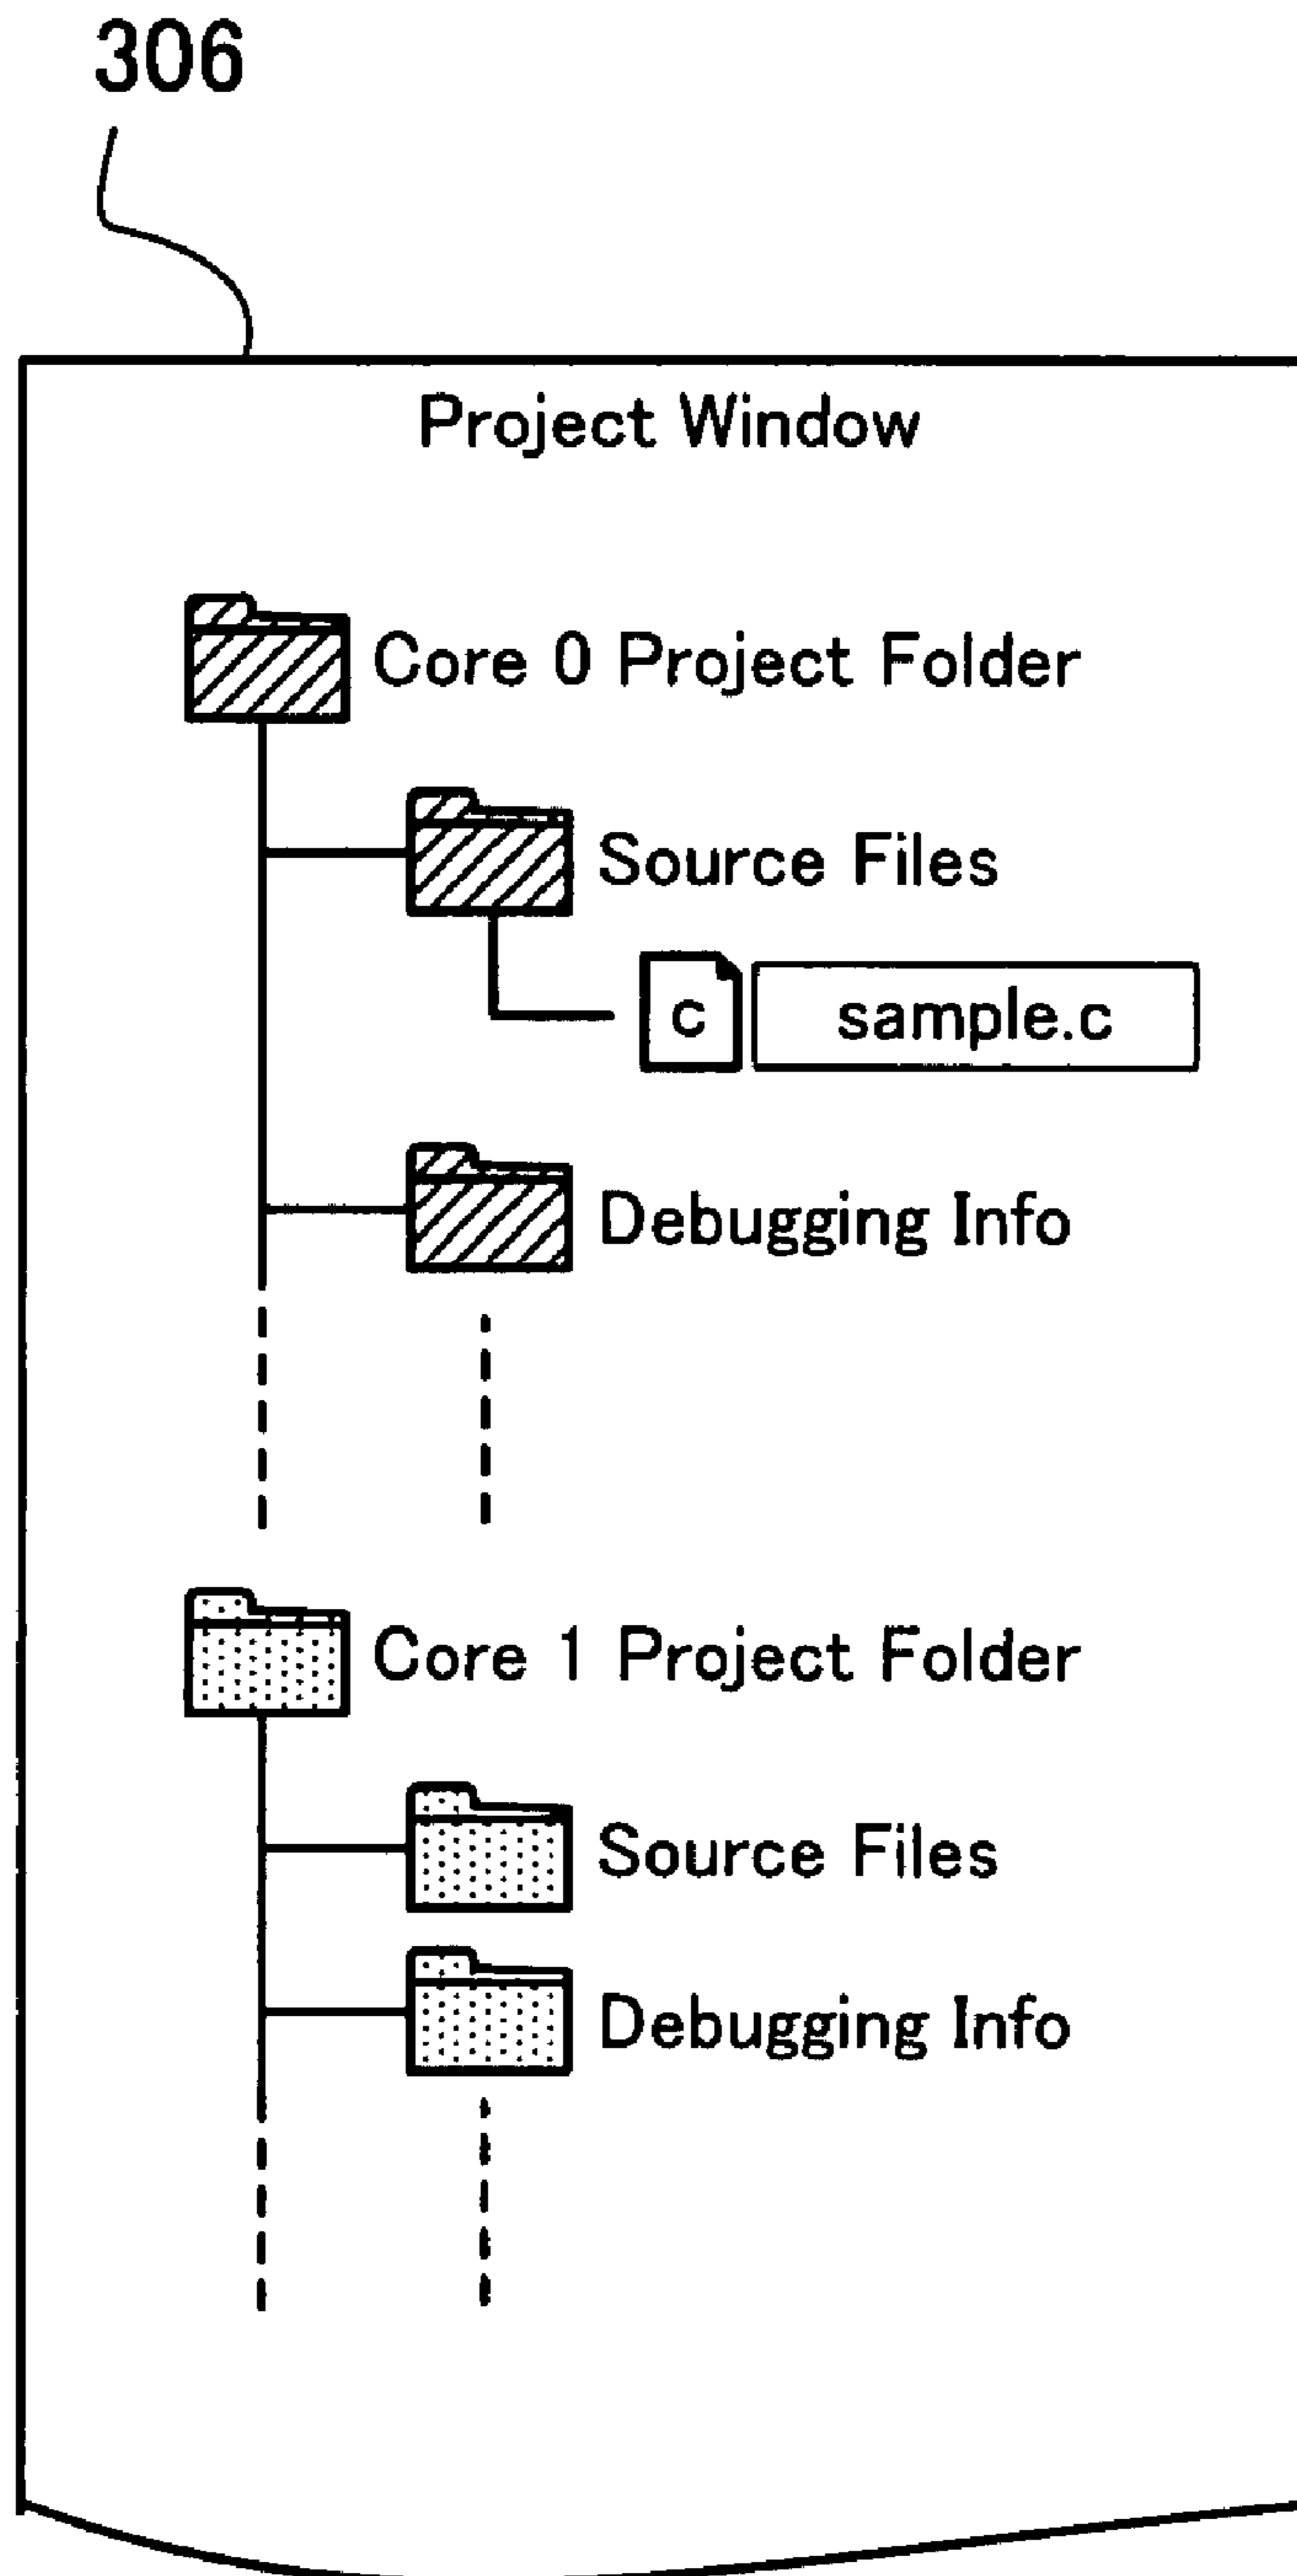 306
Project Window
Core 0 Project Folder
Source Files
c sample.c
Debugging Info
Core 1 Project Folder
Source Files
Debugging Info